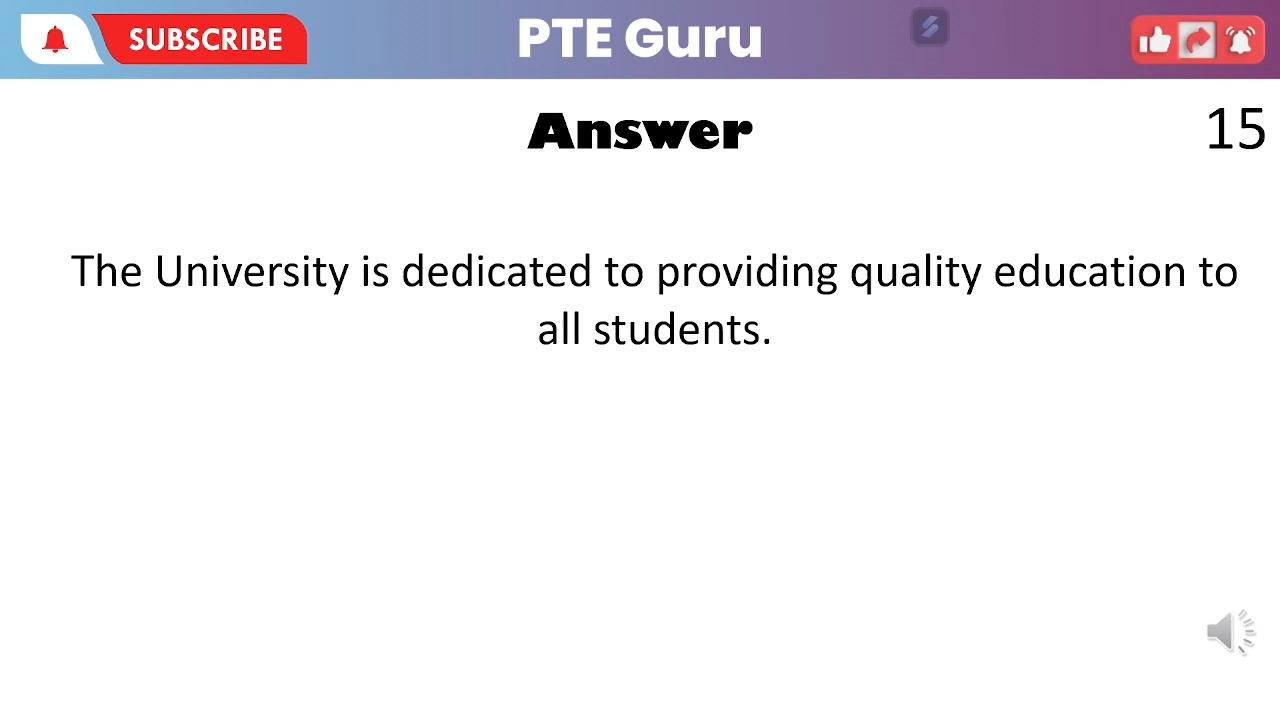 SUBSCRIBE
PTE Guru
Answer
15
The University is dedicated to providing quality education to
all students.